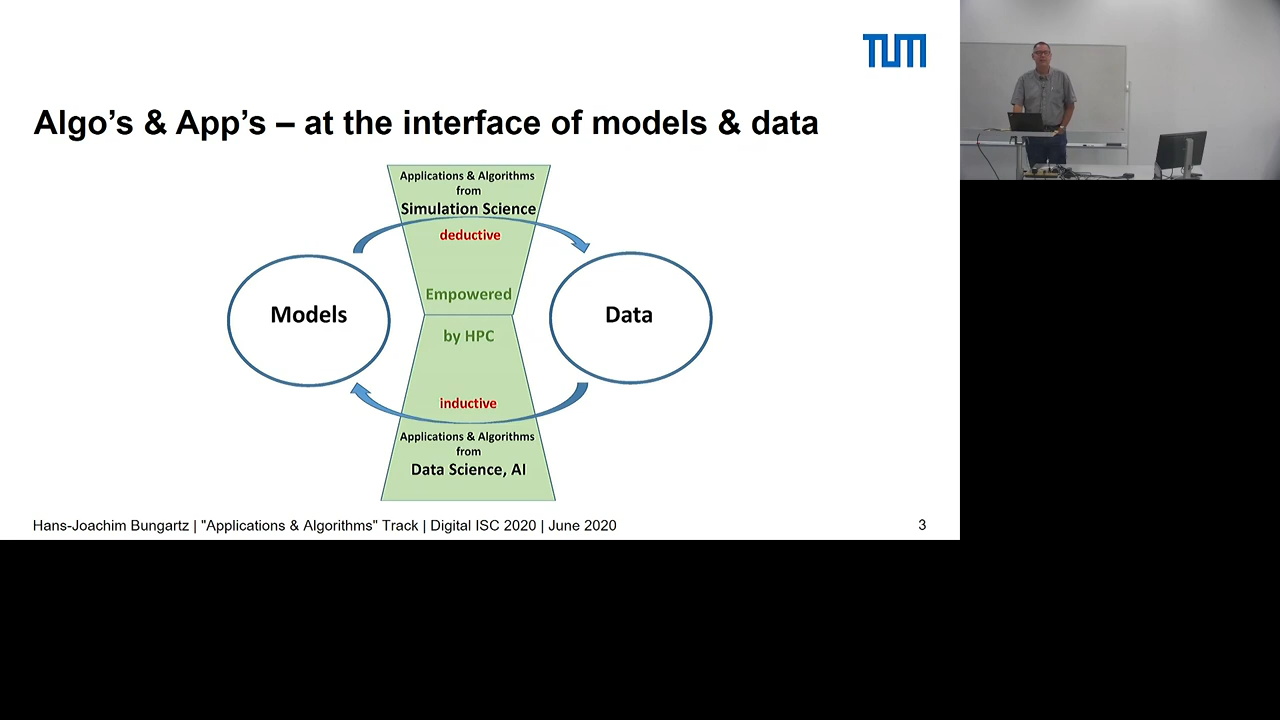 TUM
Algo's & App's – at the interface of models & data
Applications & Algorithms
from
Simulation Science
deductive
Empowered
Models
Data
by HPC
inductive
Applications & Algorithms
from
Data Science, AI
Hans-Joachim Bungartz | "Applications & Algorithms" Track | Digital ISC 2020 | June 2020
3